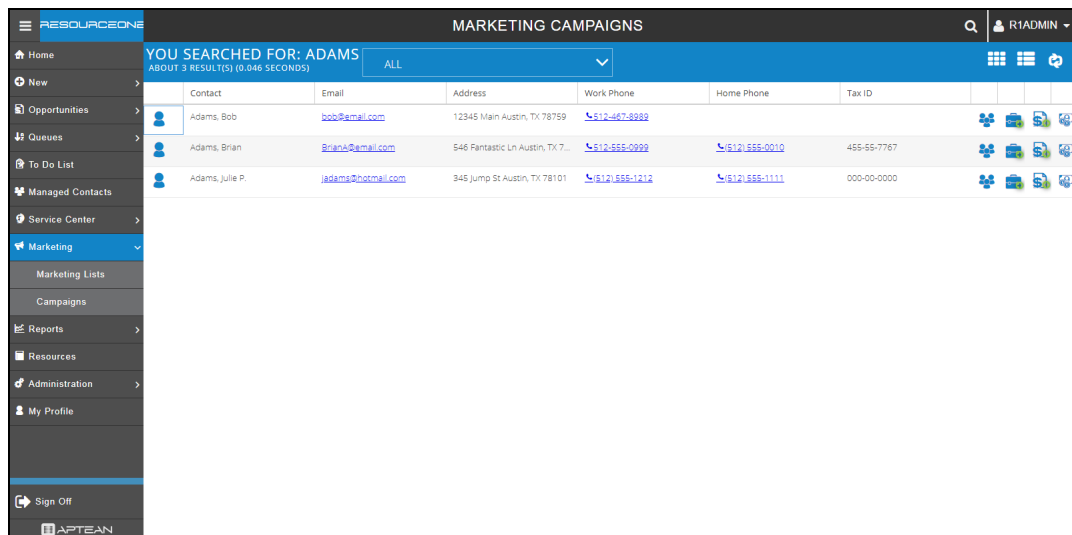 RESOURCEONE
MARKETING CAMPAIGNS
R1ADMIN
Home
New
Opportunities
Queues
To Do List
Managed Contacts
Service Center
Marketing
Marketing Lists
Campaigns
Reports
Resources
Administration
My Profile
Sign Off
APTEAN
YOU SEARCHED FOR: ADAMS
ABOUT 3 RESULT(S) (0.046 SECONDS)
ALL
Contact Email Address Work Phone Home Phone Tax ID
Adams, Bob bob@email.com 12345 Main Austin, TX 78759 512-467-8989
Adams, Brian BrianA@email.com 546 Fantastic Ln Austin, TX 7... 512-555-0999 (512) 555-0010 455-55-7767
Adams, Julie P. jadams@hotmail.com 345 Jump St Austin, TX 78101 (512) 555-1212 (512) 555-1111 000-00-0000